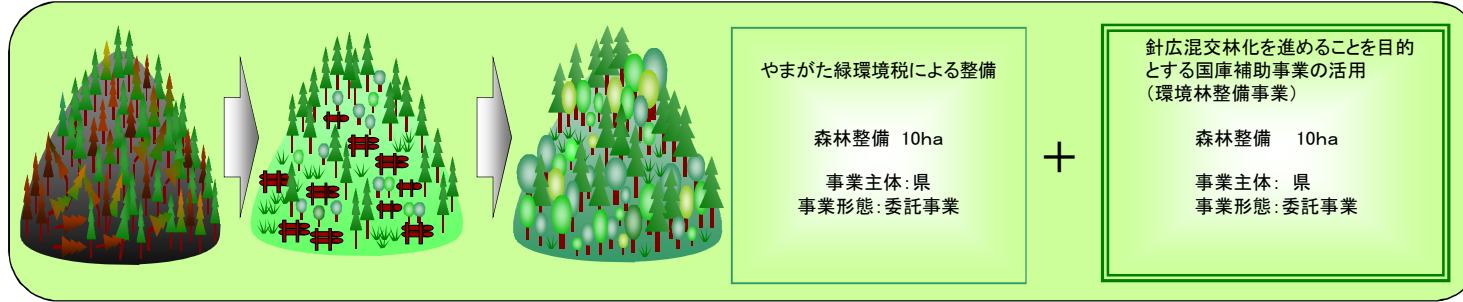 やまがた緑環境税による整備
森林整備 10ha
事業主体：県
事業形態：委託事業
＋
針広混交林化を進めることを目的
とする国庫補助事業の活用
（環境林整備事業）
森林整備　10ha
事業主体： 県
事業形態：委託事業